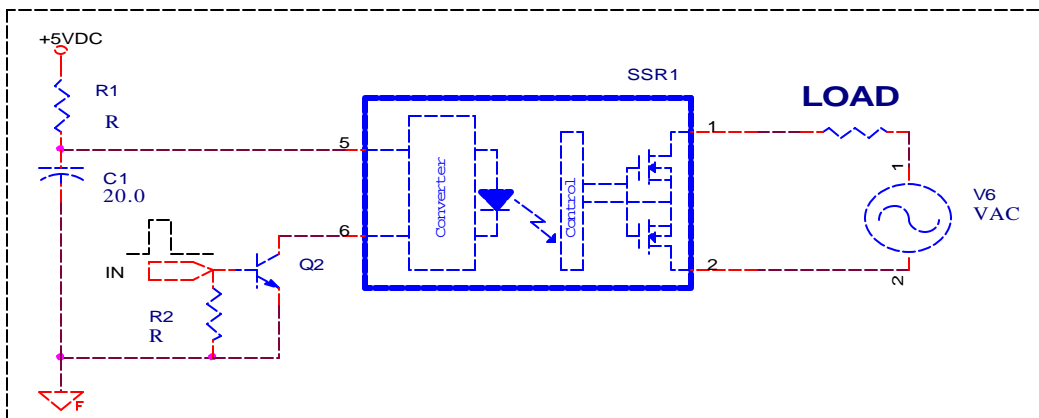 +5VDC
SSR1
R1
LOAD
R
1
5
C1
20.0
Converter
Control
1
V6
VAC
6
IN
Q2
2
2
R2
R
F